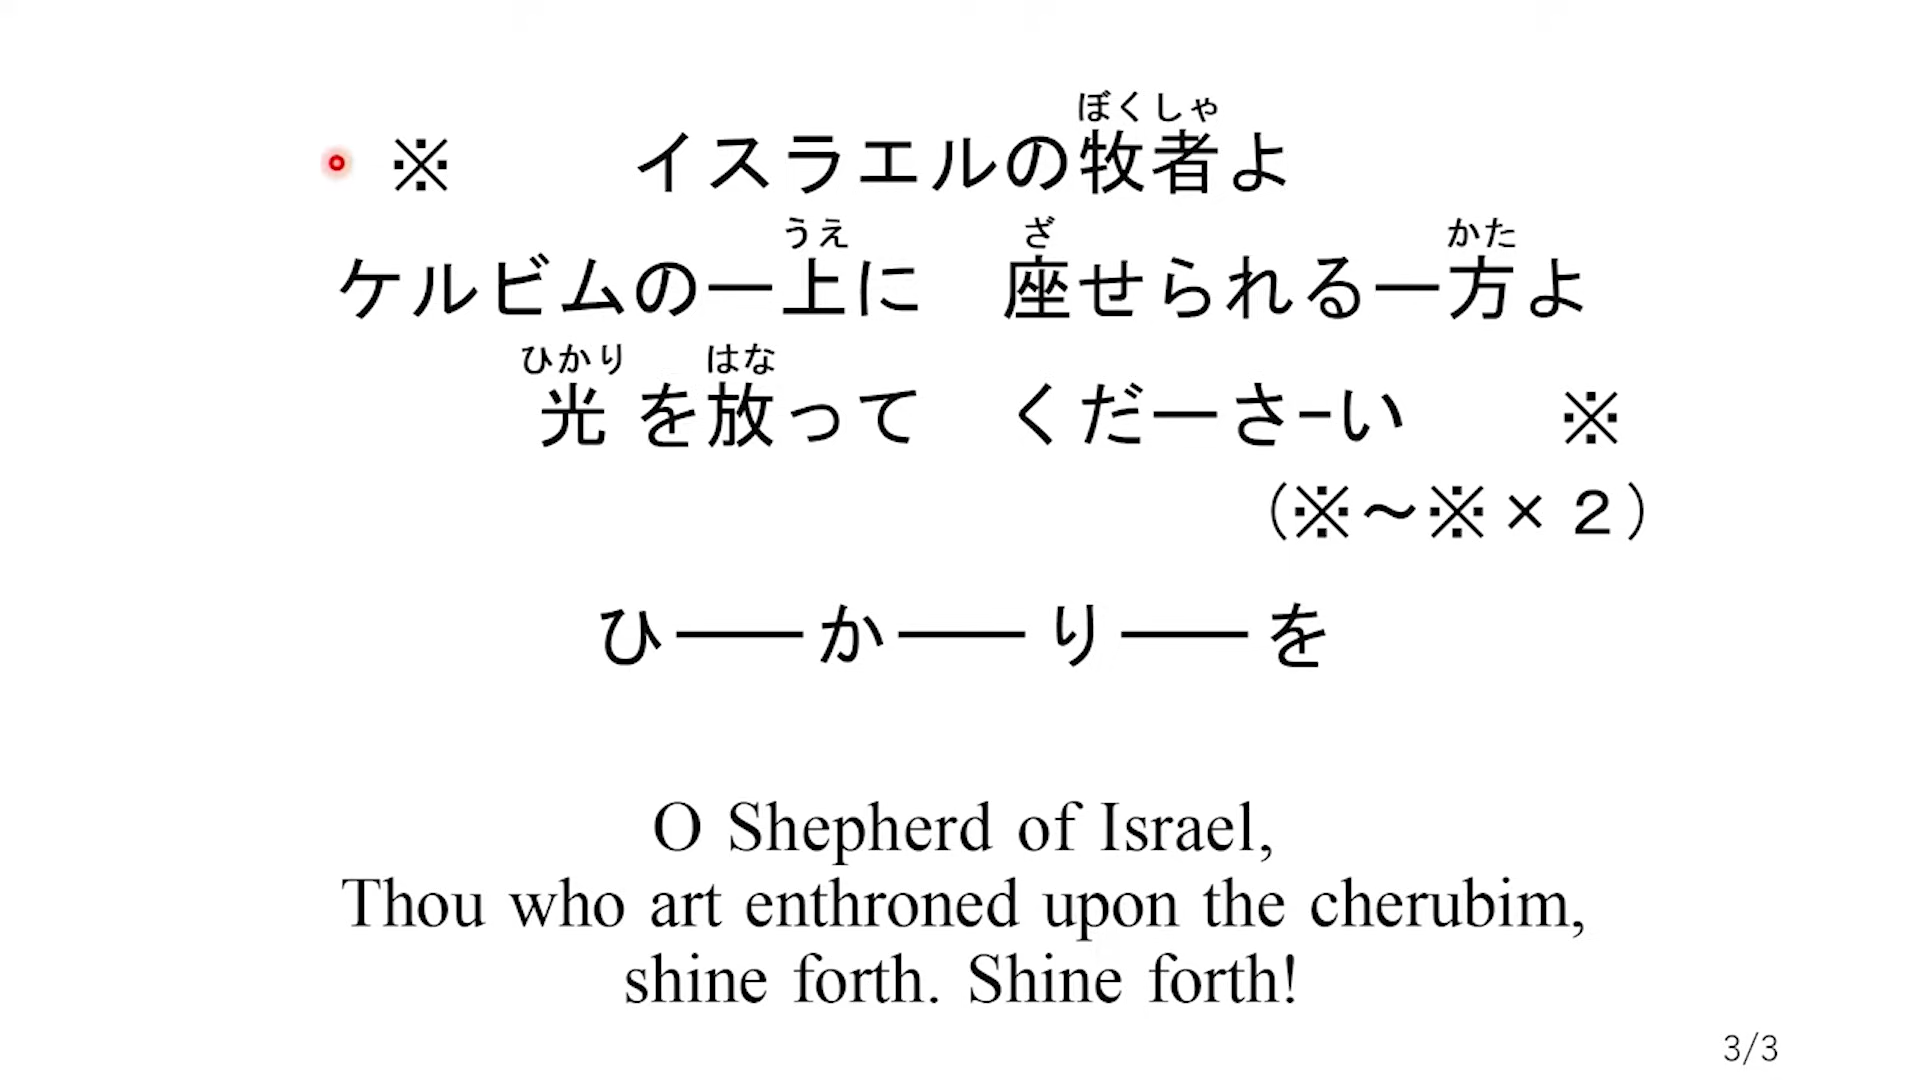 ※ イスラエルの牧者よ
ぼくしゃ
ケルビムの―上に 座せられる―方よ
うえ ざ かた
光を放って くだ―さ-い ※
ひかり はな
(※~※×2)
ひ――か――り――を
O Shepherd of Israel,
Thou who art enthroned upon the cherubim,
shine forth. Shine forth!
3/3